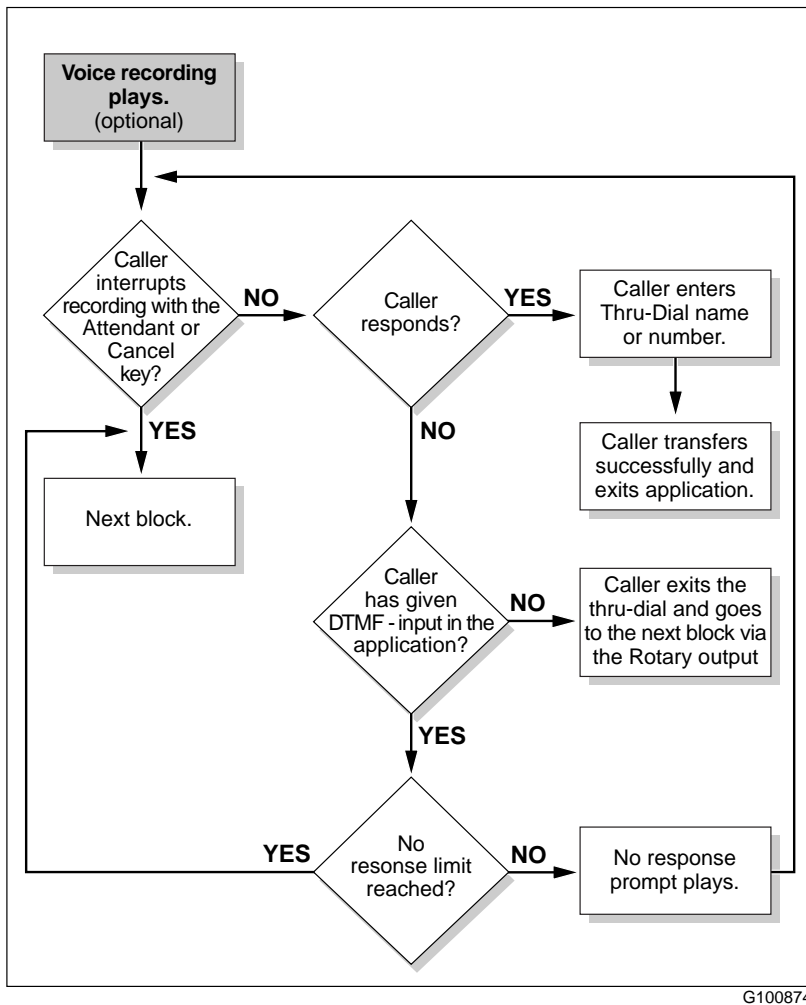 Voice recording
plays.
(optional)
Caller
interrupts
recording with the
Attendant or
Cancel
key?
NO
Caller
responds?
YES
Caller enters
Thru-Dial name
or number.
YES
NO
Caller transfers
successfully and
exits application.
Next block.
Caller
has given
DTMF - input in the
application?
NO
Caller exits the
thru-dial and goes
to the next block via
the Rotary output
YES
YES
No
resonse limit
reached?
NO
No response
prompt plays.
G100874